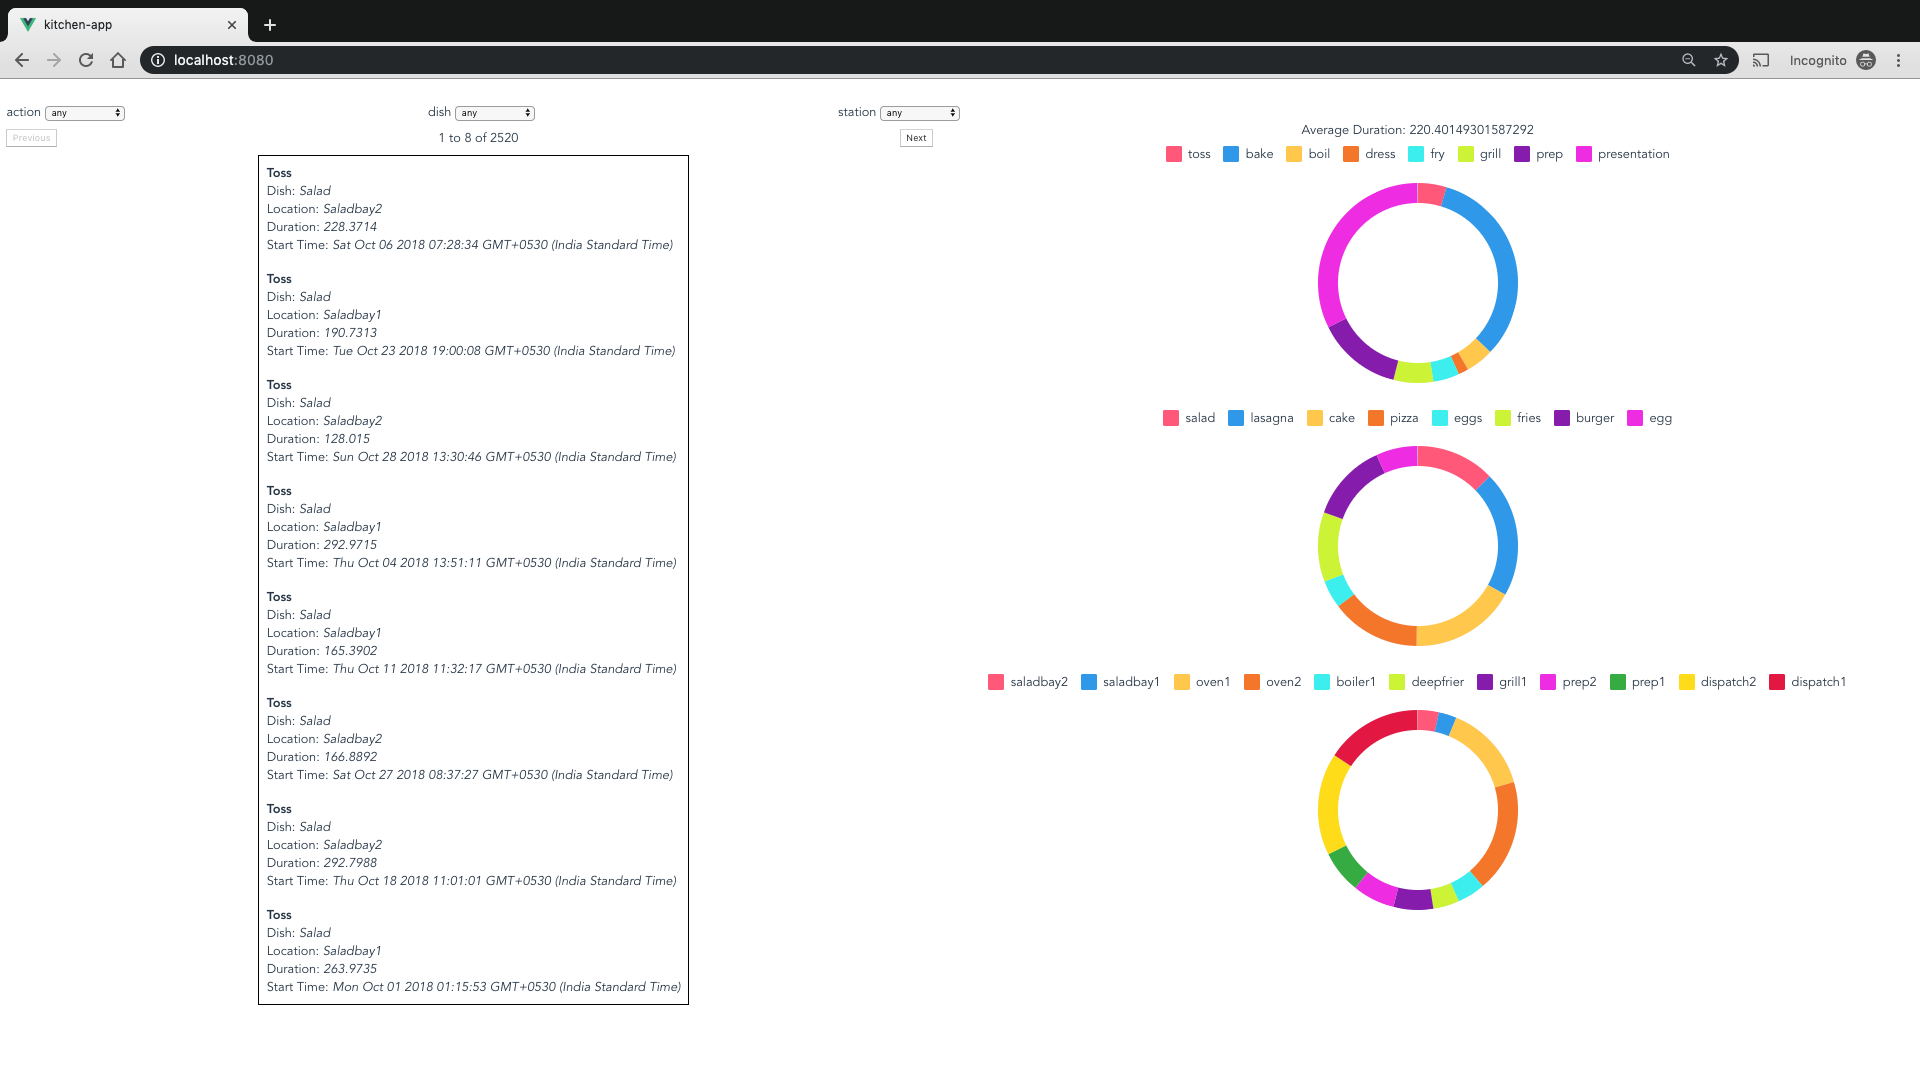 kitchen-app
localhost:8080
Incognito
action any
dish any
station any
Previous
1 to 8 of 2520
Next
Toss
Dish: Salad
Location: Saladbay2
Duration: 228.3714
Start Time: Sat Oct 06 2018 07:28:34 GMT+0530 (India Standard Time)
Toss
Dish: Salad
Location: Saladbay1
Duration: 190.7313
Start Time: Tue Oct 23 2018 19:00:08 GMT+0530 (India Standard Time)
Toss
Dish: Salad
Location: Saladbay2
Duration: 128.015
Start Time: Sun Oct 28 2018 13:30:46 GMT+0530 (India Standard Time)
Toss
Dish: Salad
Location: Saladbay1
Duration: 292.9715
Start Time: Thu Oct 04 2018 13:51:11 GMT+0530 (India Standard Time)
Toss
Dish: Salad
Location: Saladbay1
Duration: 165.3902
Start Time: Thu Oct 11 2018 11:32:17 GMT+0530 (India Standard Time)
Toss
Dish: Salad
Location: Saladbay2
Duration: 166.8892
Start Time: Sat Oct 27 2018 08:37:27 GMT+0530 (India Standard Time)
Toss
Dish: Salad
Location: Saladbay2
Duration: 292.7988
Start Time: Thu Oct 18 2018 11:01:01 GMT+0530 (India Standard Time)
Toss
Dish: Salad
Location: Saladbay1
Duration: 263.9735
Start Time: Mon Oct 01 2018 01:15:53 GMT+0530 (India Standard Time)
Average Duration: 220.40149301587292
toss bake boil dress fry grill prep presentation
salad lasagna cake pizza eggs fries burger egg
saladbay2 saladbay1 oven1 oven2 boiler1 deepfrier grill1 prep2 prep1 dispatch2 dispatch1